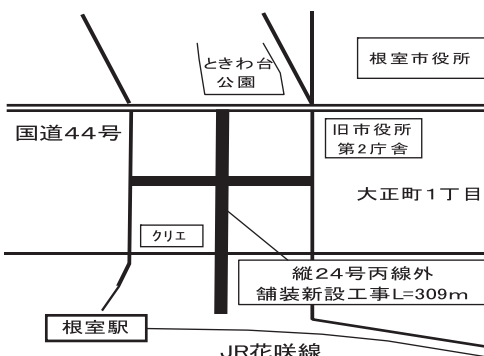 ときわ台
公園
根室市役所
国道44号
旧市役所
第2庁舎
大正町1丁目
クリエ
縦24号丙線外
舗装新設工事L=309m
根室駅
JR花咲線